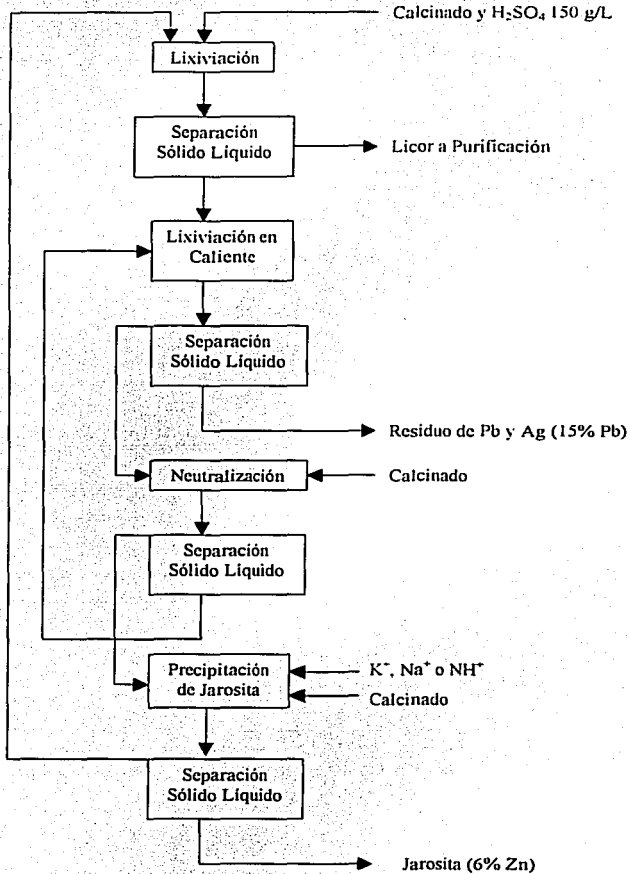 Calcinado y H₂SO₄ 150 g/L
Lixiviación
Separación
Sólido Líquido
Licor a Purificación
Lixiviación en
Caliente
Separación
Sólido Líquido
Residuo de Pb y Ag (15% Pb)
Neutralización
Calcinado
Separación
Sólido Líquido
Precipitación
de Jarosita
K⁺, Na⁺ o NH⁺
Calcinado
Separación
Sólido Líquido
Jarosita (6% Zn)